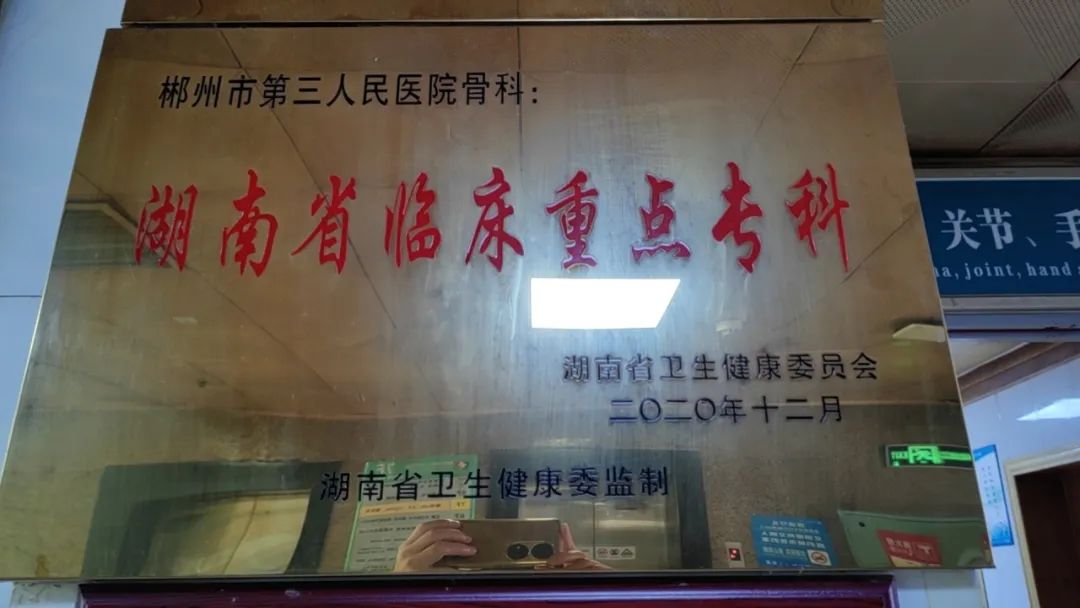 郴州市第三人民医院骨科：
湖南省临床重点专科
湖南省卫生健康委员会
二〇二〇年十二月
湖南省卫生健康委监制
关节、手
joint, hand